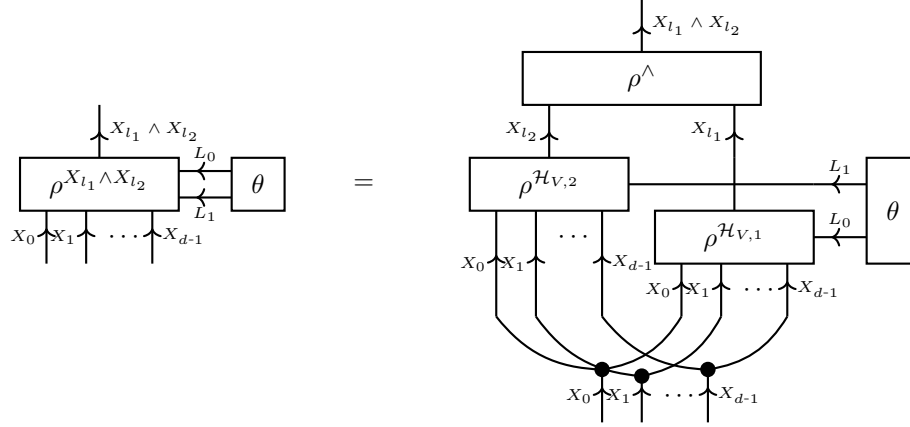 X_{l_1} ∧ X_{l_2}
ρ^∧
X_{l_1} ∧ X_{l_2}
X_{l_2}
X_{l_1}
ρ^{X_{l_1} ∧ X_{l_2}}
L_0
L_1
θ
=
ρ^{\mathcal{H}_{V,2}}
L_1
θ
X_0 X_1 ... X_{d-1}
...
ρ^{\mathcal{H}_{V,1}}
L_0
X_0 X_1 X_{d-1}
X_0 X_1 ... X_{d-1}
X_0 X_1 ... X_{d-1}